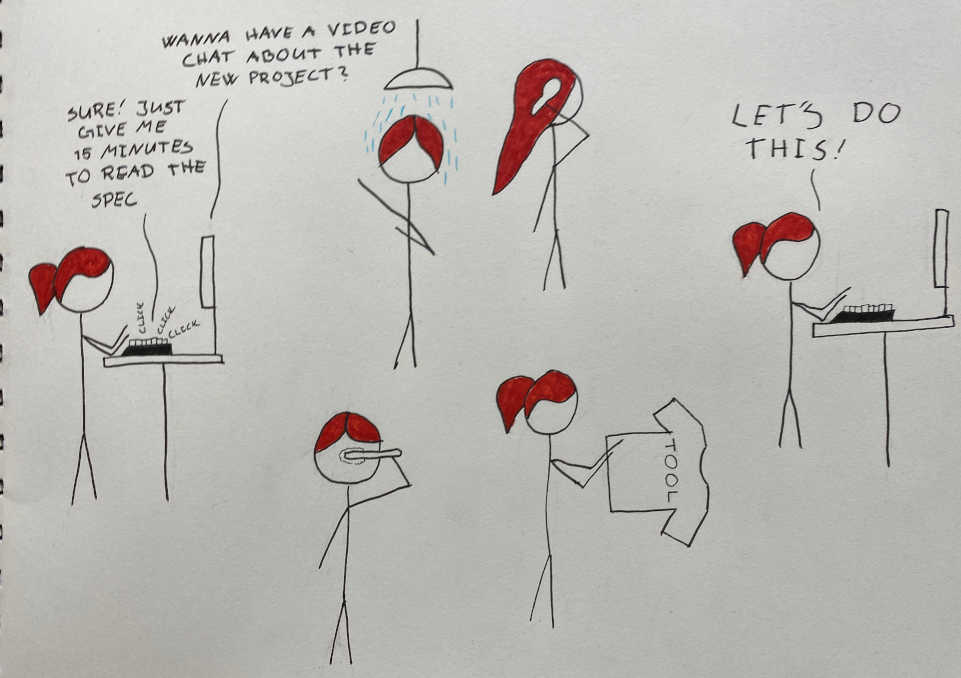 WANNA HAVE A VIDEO
CHAT ABOUT THE
NEW PROJECT?
SURE! JUST
GIVE ME
15 MINUTES
TO READ THE
SPEC
CLICK
CLICK
CLICK
TOOL
LET'S DO
THIS!